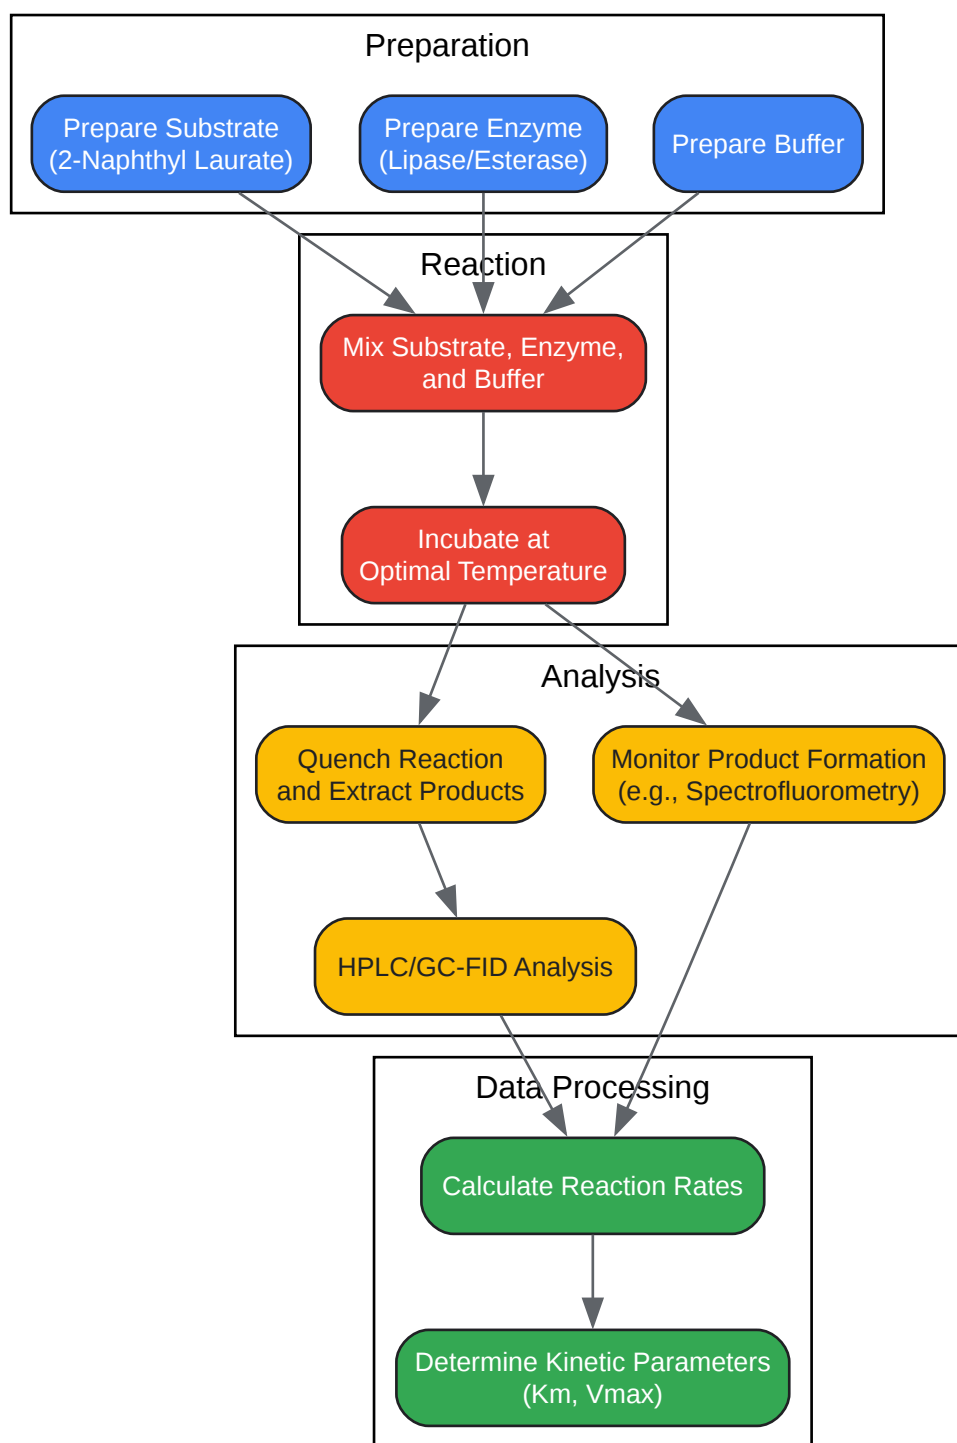 Preparation
Prepare Substrate
(2-Naphthyl Laurate)
Prepare Enzyme
(Lipase/Esterase)
Prepare Buffer
Reaction
Mix Substrate, Enzyme,
and Buffer
Incubate at
Optimal Temperature
Analysis
Quench Reaction
and Extract Products
Monitor Product Formation
(e.g., Spectrofluorometry)
HPLC/GC-FID Analysis
Data Processing
Calculate Reaction Rates
Determine Kinetic Parameters
(Km, Vmax)